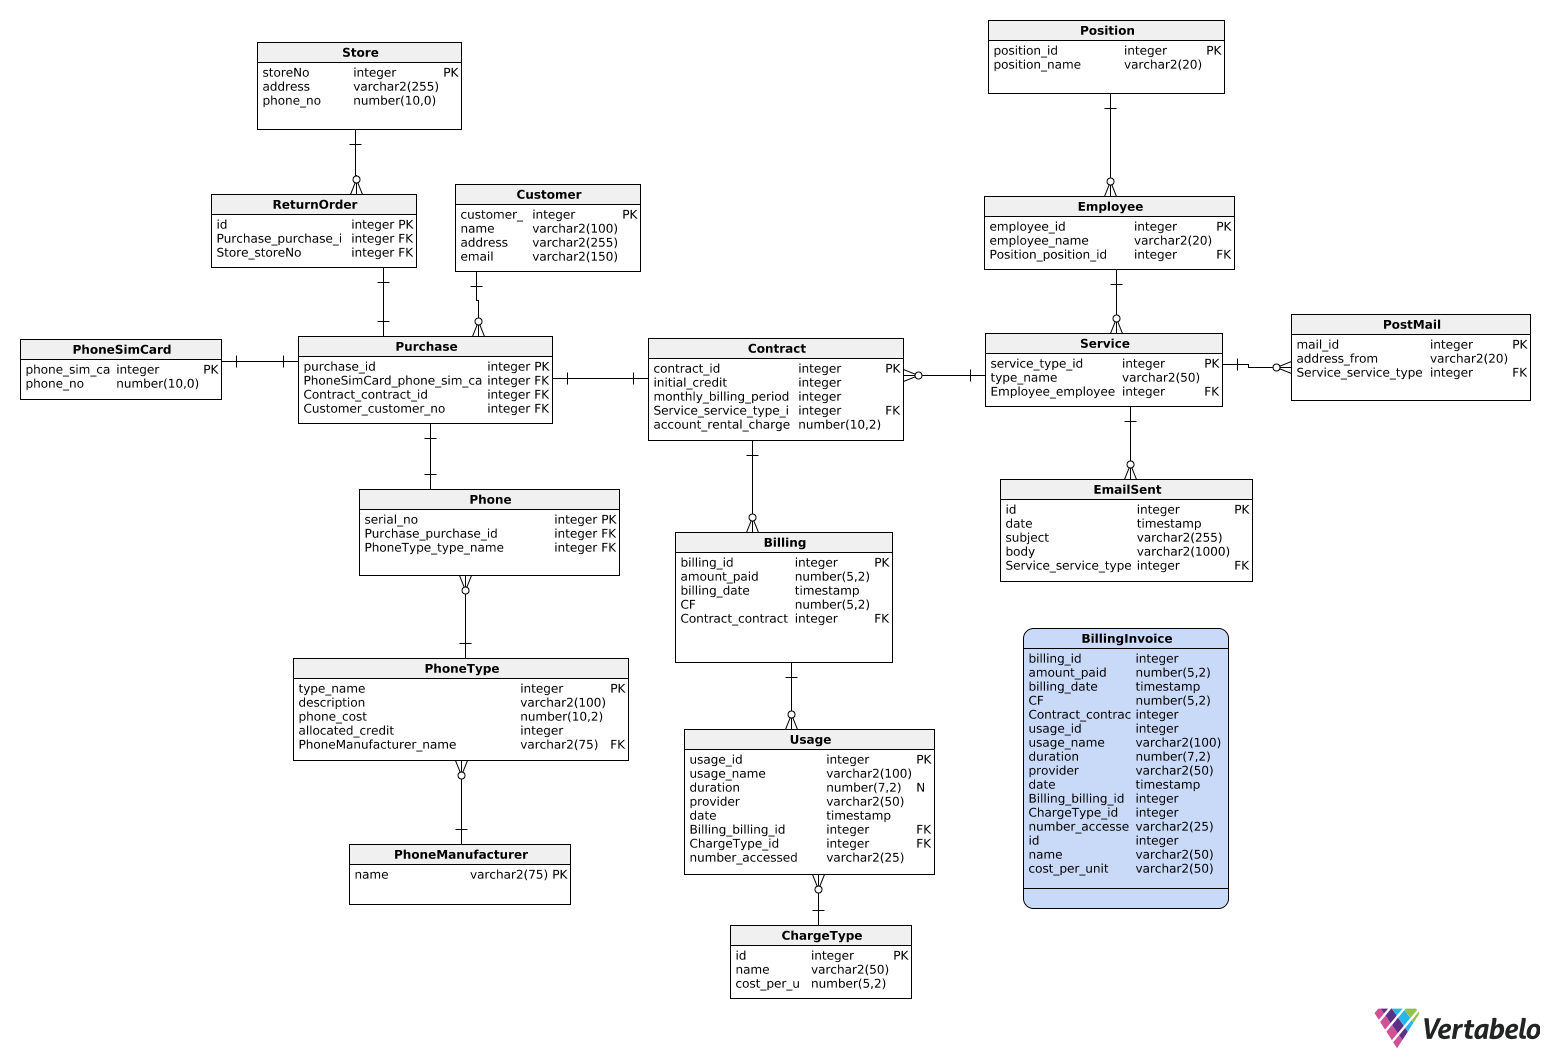 Position
position_id integer PK
position_name varchar2(20)
Store
storeNo integer PK
address varchar2(255)
phone_no number(10,0)
ReturnOrder
id integer PK
Purchase_purchase_i integer FK
Store_storeNo integer FK
Customer
customer_ integer PK
name varchar2(100)
address varchar2(255)
email varchar2(150)
Employee
employee_id integer PK
employee_name varchar2(20)
Position_position_id integer FK
PhoneSimCard
phone_sim_ca integer PK
phone_no number(10,0)
Purchase
purchase_id integer PK
PhoneSimCard_phone_sim_ca integer FK
Contract_contract_id integer FK
Customer_customer_no integer FK
Contract
contract_id integer PK
initial_credit integer
monthly_billing_period integer
Service_service_type_i integer FK
account_rental_charge number(10,2)
Service
service_type_id integer PK
type_name varchar2(50)
Employee_employee integer FK
PostMail
mail_id integer PK
address_from varchar2(20)
Service_service_type integer FK
Phone
serial_no integer PK
Purchase_purchase_id integer FK
PhoneType_type_name integer FK
Billing
billing_id integer PK
amount_paid number(5,2)
billing_date timestamp
CF number(5,2)
Contract_contract integer FK
EmailSent
id integer PK
date timestamp
subject varchar2(255)
body varchar2(1000)
Service_service_type integer FK
PhoneType
type_name integer PK
description varchar2(100)
phone_cost number(10,2)
allocated_credit integer
PhoneManufacturer_name varchar2(75) FK
Usage
usage_id integer PK
usage_name varchar2(100)
duration number(7,2) N
provider varchar2(50)
date timestamp
Billing_billing_id integer FK
ChargeType_id integer FK
number_accessed varchar2(25)
BillingInvoice
billing_id integer
amount_paid number(5,2)
billing_date timestamp
CF number(5,2)
Contract_contrac integer
usage_id integer
usage_name varchar2(100)
duration number(7,2)
provider varchar2(50)
date timestamp
Billing_billing_id integer
ChargeType_id integer
number_accesse varchar2(25)
id integer
name varchar2(50)
cost_per_unit varchar2(50)
PhoneManufacturer
name varchar2(75) PK
ChargeType
id integer PK
name varchar2(50)
cost_per_u number(5,2)
Vertabelo